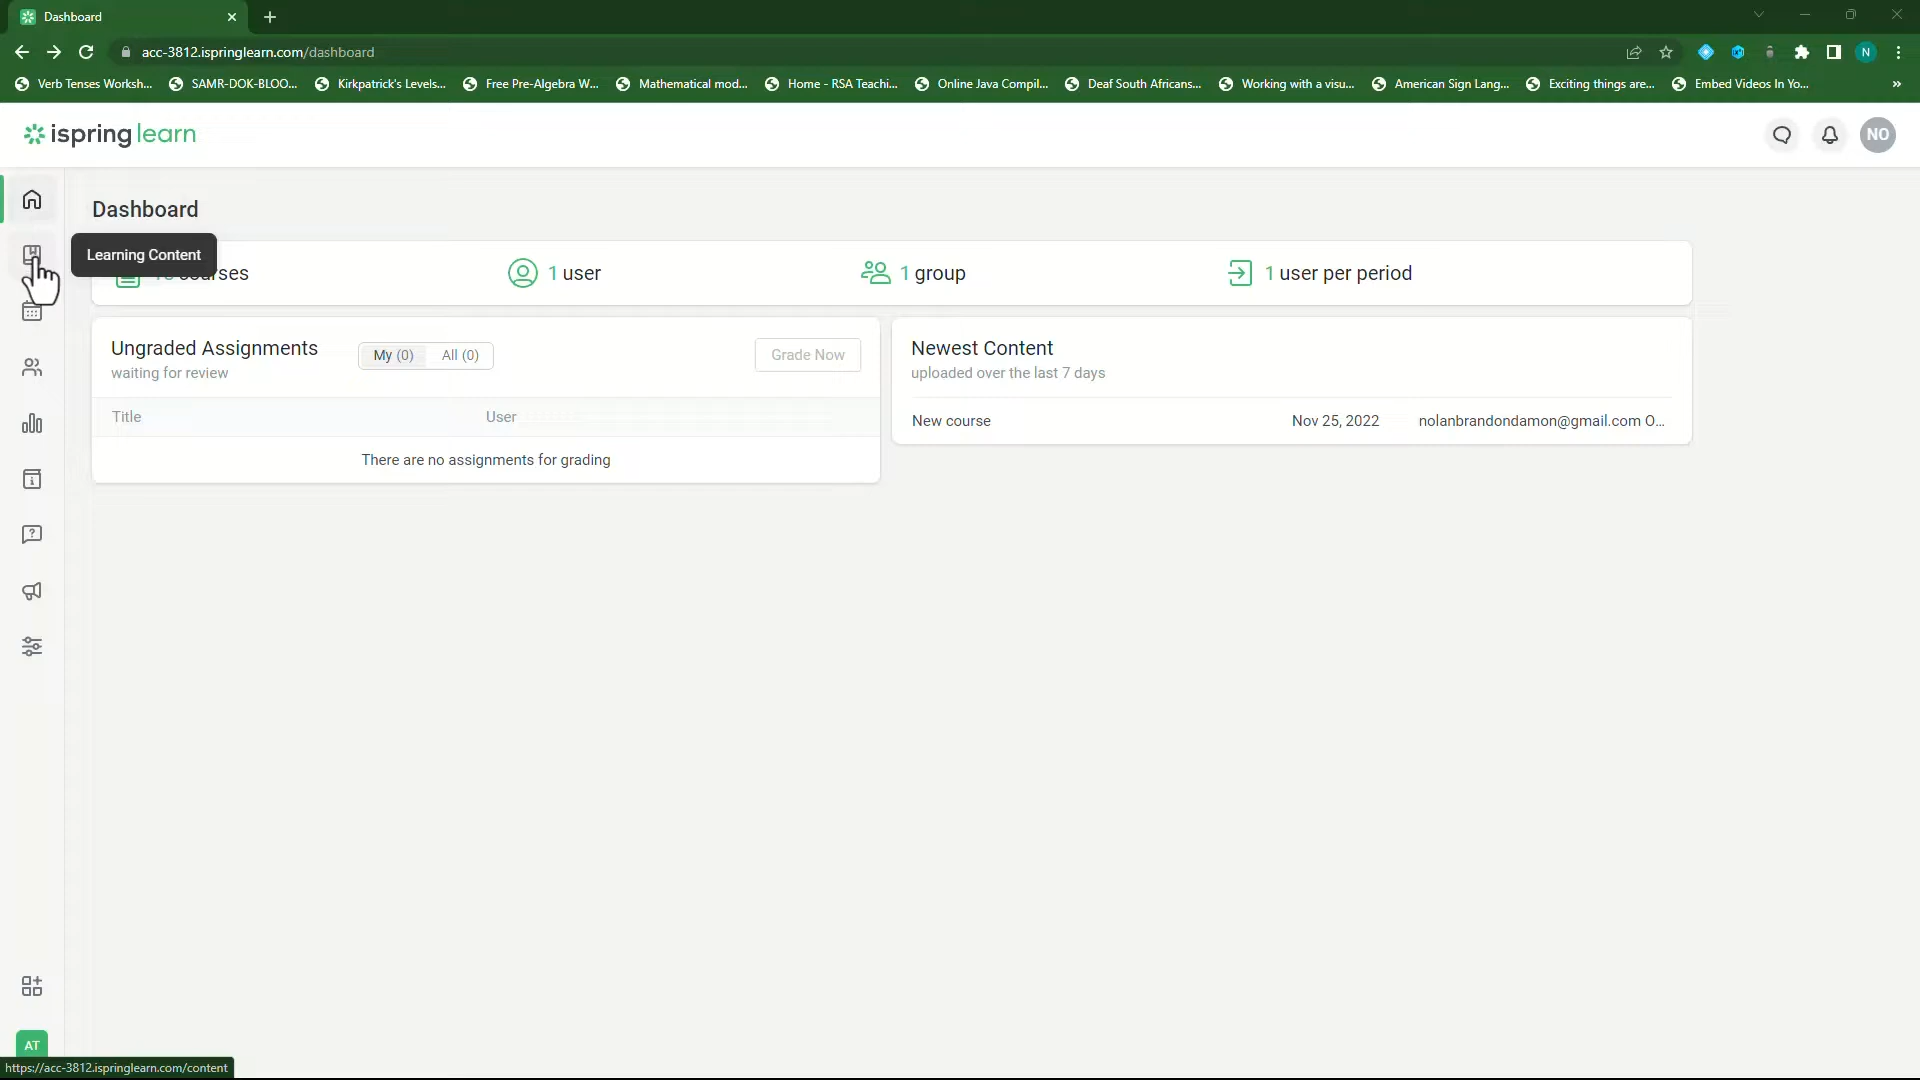 Dashboard
acc-3812.ispringlearn.com/dashboard
Verb Tenses Worksh... SAMR-DOK-BLOO... Kirkpatrick's Levels... Free Pre-Algebra W... Mathematical mod... Home - RSA Teachi... Online Java Compil... Deaf South Africans... Working with a visu... American Sign Lang... Exciting things are... Embed Videos In Yo... »
N
ispring learn
NO
Dashboard
Learning Content
courses
1 user
1 group
1 user per period
Ungraded Assignments
waiting for review
My (0) All (0)
Grade Now
Title User
There are no assignments for grading
Newest Content
uploaded over the last 7 days
New course Nov 25, 2022 nolanbrandondamon@gmail.com O...
AT
https://acc-3812.ispringlearn.com/content